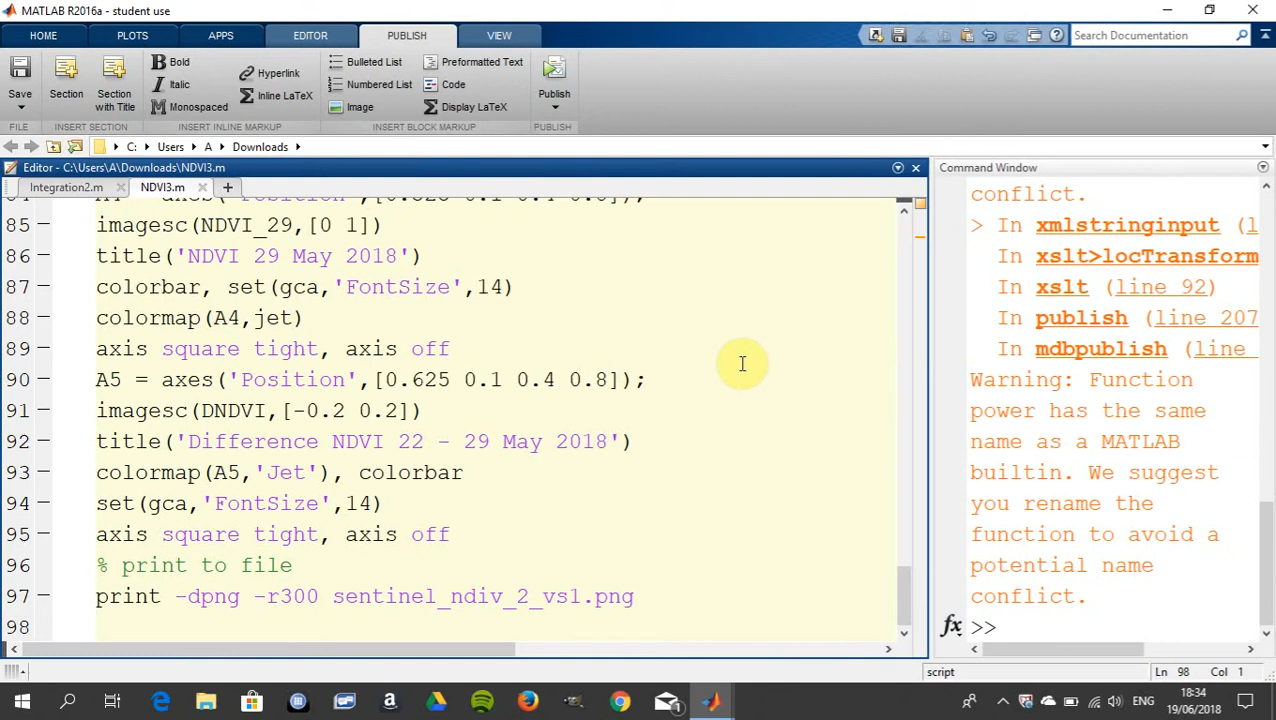 MATLAB R2016a - student use
HOME PLOTS APPS EDITOR PUBLISH VIEW
Search Documentation
Save
Section
Section with Title
Bold
Italic
Monospaced
Hyperlink
Inline LaTeX
Bulleted List
Numbered List
Image
Preformatted Text
Code
Display LaTeX
Publish
FILE INSERT SECTION INSERT INLINE MARKUP INSERT BLOCK MARKUP PUBLISH
C: Users A Downloads
Editor - C:\Users\A\Downloads\NDVI3.m
Integration2.m NDVI3.m
85 imagesc(NDVI_29,[0 1])
86 title('NDVI 29 May 2018')
87 colorbar, set(gca,'FontSize',14)
88 colormap(A4,jet)
89 axis square tight, axis off
90 A5 = axes('Position',[0.625 0.1 0.4 0.8]);
91 imagesc(DNDVI,[-0.2 0.2])
92 title('Difference NDVI 22 - 29 May 2018')
93 colormap(A5,'Jet'), colorbar
94 set(gca,'FontSize',14)
95 axis square tight, axis off
96 % print to file
97 print -dpng -r300 sentinel_ndiv_2_vs1.png
98
Command Window
conflict.
> In xmlstringinput (l
In xslt>locTransform
In xslt (line 92)
In publish (line 207
In mdbpublish (line
Warning: Function
power has the same
name as a MATLAB
builtin. We suggest
you rename the
function to avoid a
potential name
conflict.
fx >>
script Ln 98 Col 1
ENG
18:34
19/06/2018